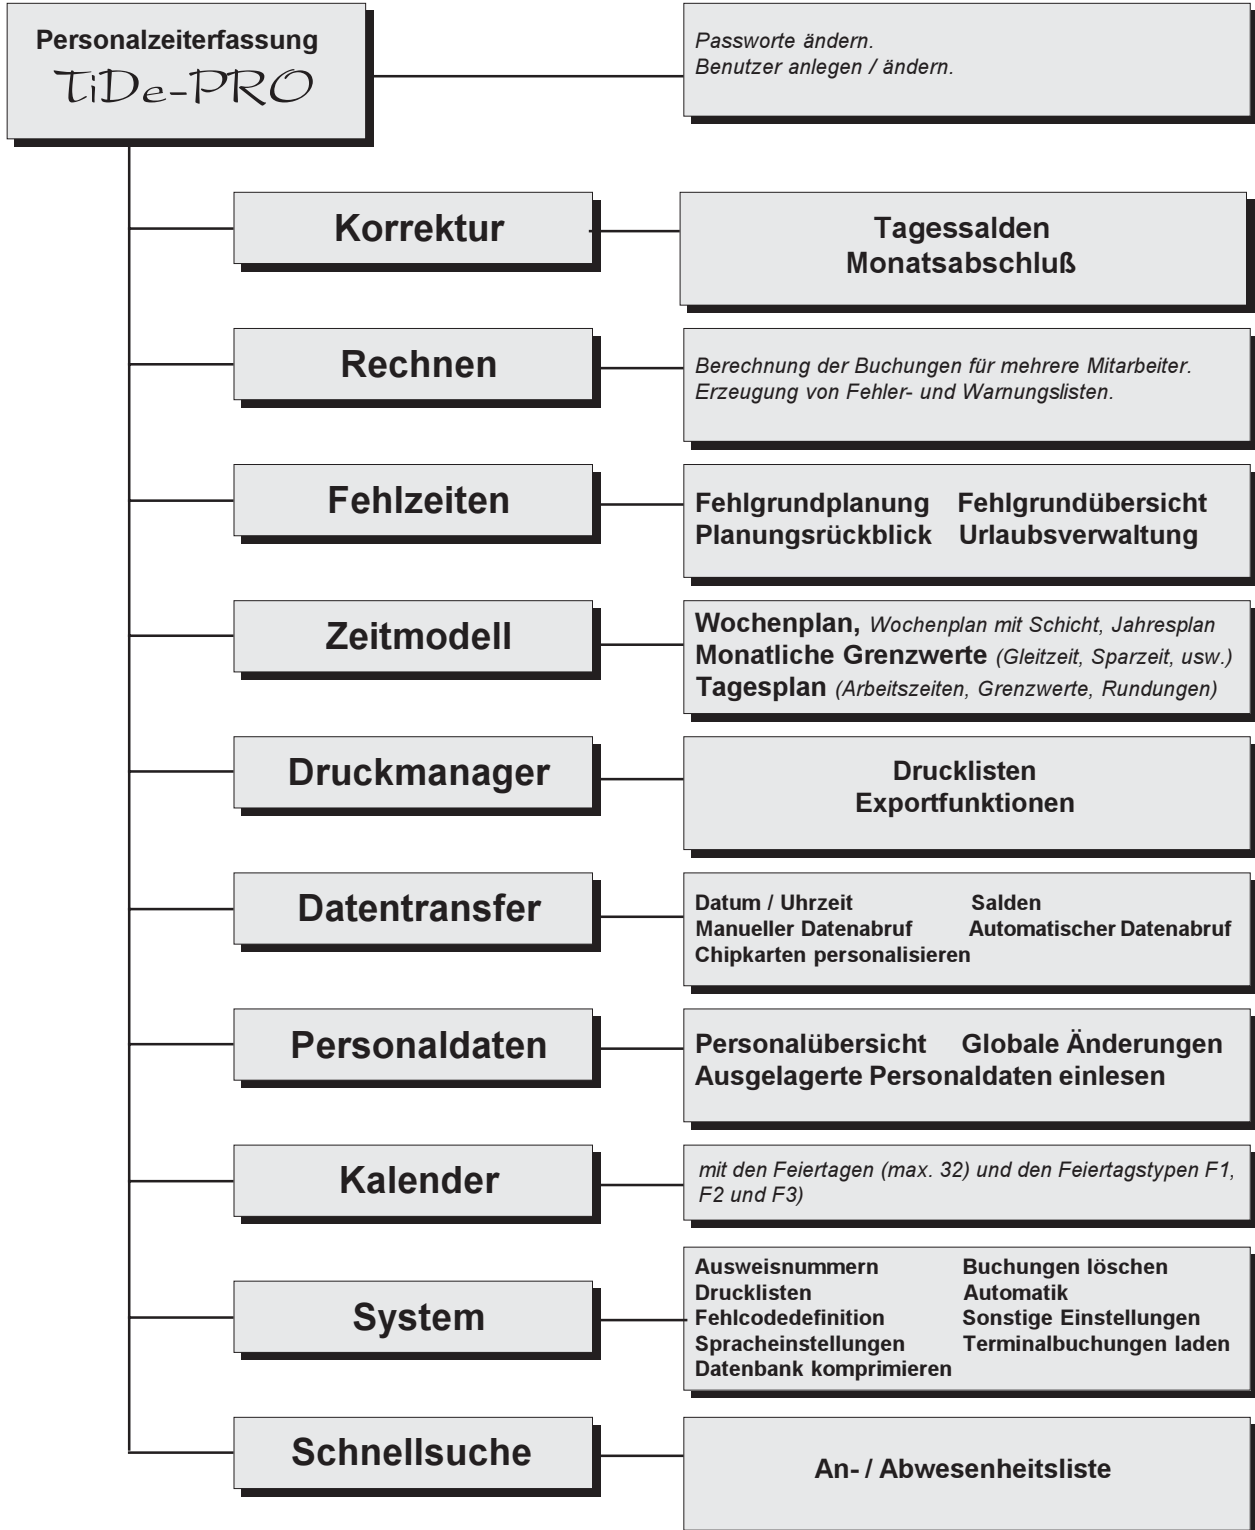 Personalzeiterfassung
TiDe-PRO
Passworte ändern.
Benutzer anlegen / ändern.
Korrektur
Tagessalden
Monatsabschluß
Rechnen
Berechnung der Buchungen für mehrere Mitarbeiter.
Erzeugung von Fehler- und Warnungslisten.
Fehlzeiten
Fehlgrundplanung Fehlgrundübersicht
Planungsrückblick Urlaubsverwaltung
Zeitmodell
Wochenplan, Wochenplan mit Schicht, Jahresplan
Monatliche Grenzwerte (Gleitzeit, Sparzeit, usw.)
Tagesplan (Arbeitszeiten, Grenzwerte, Rundungen)
Druckmanager
Drucklisten
Exportfunktionen
Datentransfer
Datum / Uhrzeit Salden
Manueller Datenabruf Automatischer Datenabruf
Chipkarten personalisieren
Personaldaten
Personalübersicht Globale Änderungen
Ausgelagerte Personaldaten einlesen
Kalender
mit den Feiertagen (max. 32) und den Feiertagstypen F1,
F2 und F3)
System
Ausweisnummern Buchungen löschen
Drucklisten Automatik
Fehlcodedefinition Sonstige Einstellungen
Spracheinstellungen Terminalbuchungen laden
Datenbank komprimieren
Schnellsuche
An- / Abwesenheitsliste